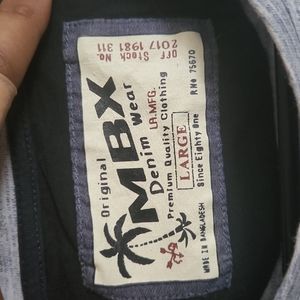 OFF Stock No.
2017 1981 311
Original
MBX
Denim Wear
LA.MFG.
Premium Quality Clothing
LARGE
Since Eighty One
RNo 75670
MADE IN BANGLADESH